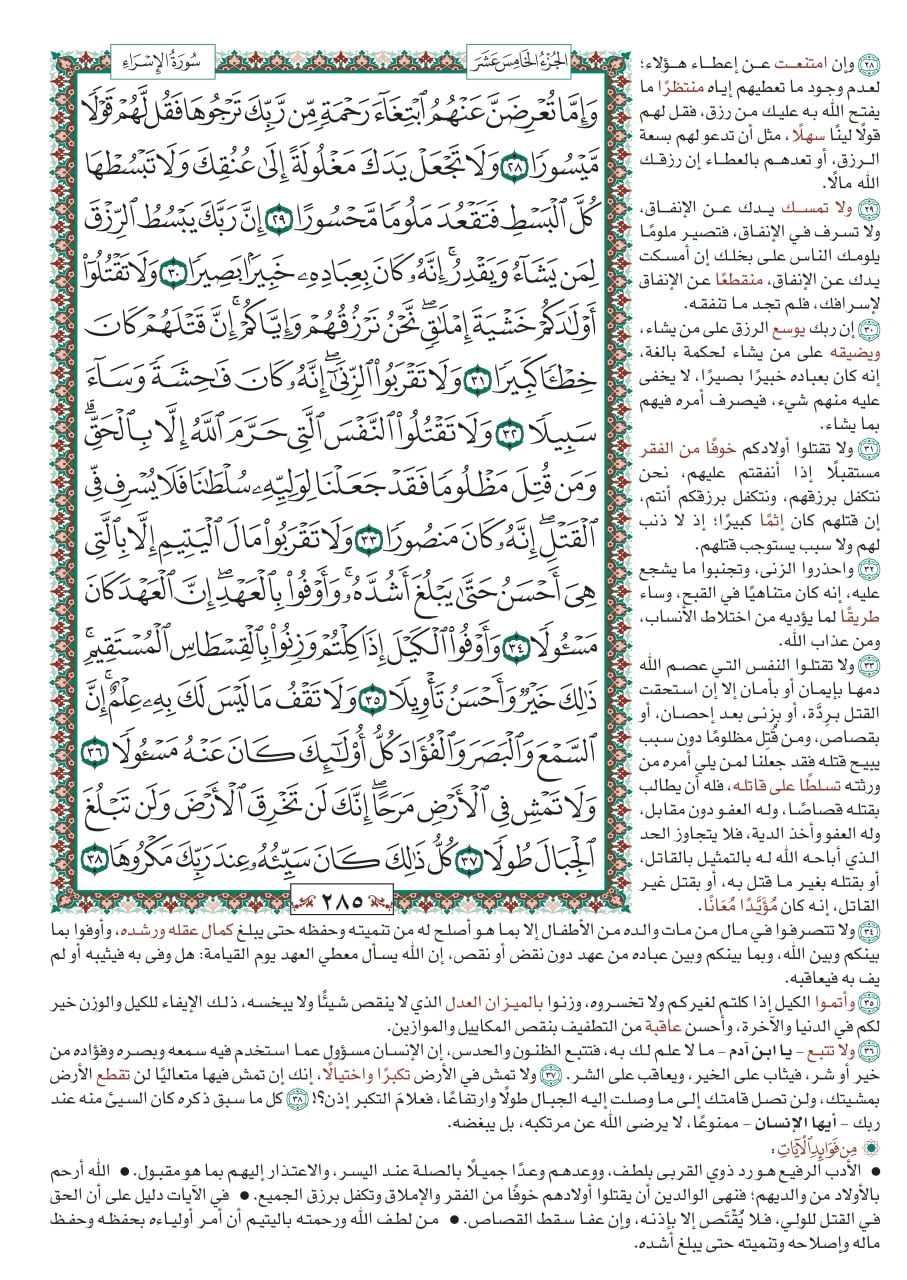 الجُزْءُ الخَامِسَ عَشَرَ
سُورَةُ الإِسْرَاءِ
وَإِمَّا تُعْرِضَنَّ عَنْهُمُ ٱبْتِغَآءَ رَحْمَةٍ مِّن رَّبِّكَ تَرْجُوهَا فَقُل لَّهُمْ قَوْلًا
مَّيْسُورًا ٢٨ وَلَا تَجْعَلْ يَدَكَ مَغْلُولَةً إِلَىٰ عُنُقِكَ وَلَا تَبْسُطْهَا
كُلَّ ٱلْبَسْطِ فَتَقْعُدَ مَلُومًا مَّحْسُورًا ٢٩ إِنَّ رَبَّكَ يَبْسُطُ ٱلرِّزْقَ
لِمَن يَشَآءُ وَيَقْدِرُ ۚ إِنَّهُۥ كَانَ بِعِبَادِهِۦ خَبِيرًۢا بَصِيرًا ٣٠ وَلَا تَقْتُلُوٓا۟
أَوْلَٰدَكُمْ خَشْيَةَ إِمْلَٰقٍ ۖ نَّحْنُ نَرْزُقُهُمْ وَإِيَّاكُمْ ۚ إِنَّ قَتْلَهُمْ كَانَ
خِطْـًٔا كَبِيرًا ٣١ وَلَا تَقْرَبُوا۟ ٱلزِّنَىٰٓ ۖ إِنَّهُۥ كَانَ فَٰحِشَةً وَسَآءَ
سَبِيلًا ٣٢ وَلَا تَقْتُلُوا۟ ٱلنَّفْسَ ٱلَّتِى حَرَّمَ ٱللَّهُ إِلَّا بِٱلْحَقِّ ۗ
وَمَن قُتِلَ مَظْلُومًا فَقَدْ جَعَلْنَا لِوَلِيِّهِۦ سُلْطَٰنًا فَلَا يُسْرِف فِّى
ٱلْقَتْلِ ۖ إِنَّهُۥ كَانَ مَنصُورًا ٣٣ وَلَا تَقْرَبُوا۟ مَالَ ٱلْيَتِيمِ إِلَّا بِٱلَّتِى
هِىَ أَحْسَنُ حَتَّىٰ يَبْلُغَ أَشُدَّهُۥ ۚ وَأَوْفُوا۟ بِٱلْعَهْدِ ۖ إِنَّ ٱلْعَهْدَ كَانَ
مَسْـُٔولًا ٣٤ وَأَوْفُوا۟ ٱلْكَيْلَ إِذَا كِلْتُمْ وَزِنُوا۟ بِٱلْقِسْطَاسِ ٱلْمُسْتَقِيمِ ۚ
ذَٰلِكَ خَيْرٌ وَأَحْسَنُ تَأْوِيلًا ٣٥ وَلَا تَقْفُ مَا لَيْسَ لَكَ بِهِۦ عِلْمٌ ۚ إِنَّ
ٱلسَّمْعَ وَٱلْبَصَرَ وَٱلْفُؤَادَ كُلُّ أُو۟لَٰٓئِكَ كَانَ عَنْهُ مَسْـُٔولًا ٣٦
وَلَا تَمْشِ فِى ٱلْأَرْضِ مَرَحًا ۖ إِنَّكَ لَن تَخْرِقَ ٱلْأَرْضَ وَلَن تَبْلُغَ
ٱلْجِبَالَ طُولًا ٣٧ كُلُّ ذَٰلِكَ كَانَ سَيِّئُهُۥ عِندَ رَبِّكَ مَكْرُوهًا ٣٨
٢٨٥
٢٨ وإن امتنعت عن إعطاء هؤلاء؛
لعدم وجود ما تعطيهم إياه منتظرًا ما
يفتح الله به عليك من رزق، فقل لهم
قولًا لينًا سهلًا، مثل أن تدعو لهم بسعة
الرزق، أو تعدهم بالعطاء إن رزقك
الله مالًا.
٢٩ ولا تمسك يدك عن الإنفاق،
ولا تسرف في الإنفاق، فتصير ملومًا
يلومك الناس على بخلك إن أمسكت
يدك عن الإنفاق، منقطعًا عن الإنفاق
لإسرافك، فلم تجد ما تنفقه.
٣٠ إن ربك يوسع الرزق على من يشاء،
ويضيقه على من يشاء لحكمة بالغة،
إنه كان بعباده خبيرًا بصيرًا، لا يخفى
عليه منهم شيء، فيصرف أمره فيهم
بما يشاء.
٣١ ولا تقتلوا أولادكم خوفًا من الفقر
مستقبلًا إذا أنفقتم عليهم، نحن
نتكفل برزقهم، ونتكفل برزقكم أنتم،
إن قتلهم كان إثمًا كبيرًا؛ إذ لا ذنب
لهم ولا سبب يستوجب قتلهم.
٣٢ واحذروا الزنى، وتجنبوا ما يشجع
عليه، إنه كان متناهيًا في القبح، وساء
طريقًا لما يؤديه من اختلاط الأنساب،
ومن عذاب الله.
٣٣ ولا تقتلوا النفس التي عصم الله
دمها بإيمان أو بأمان إلا إن استحقت
القتل بردَّة، أو بزنى بعد إحصان، أو
بقصاص، ومن قُتِل مظلومًا دون سبب
يبيح قتله فقد جعلنا لمن يلي أمره من
ورثته تسلطًا على قاتله، فله أن يطالب
بقتله قصاصًا، وله العفو دون مقابل،
وله العفو وأخذ الدية، فلا يتجاوز الحد
الذي أباحه الله له بالتمثيل بالقاتل،
أو بقتله بغير ما قتل به، أو بقتل غير
القاتل، إنه كان مُؤَيَّدًا مُعَانًا.
٣٤ ولا تتصرفوا في مال من مات والده من الأطفال إلا بما هو أصلح له من تنميته وحفظه حتى يبلغ كمال عقله ورشده، وأوفوا بما
بينكم وبين الله، وبما بينكم وبين عباده من عهد دون نقض أو نقص، إن الله يسأل معطي العهد يوم القيامة: هل وفى به فيثيبه أو لم
يف به فيعاقبه.
٣٥ وأتموا الكيل إذا كلتم لغيركم ولا تخسروه، وزنوا بالميزان العدل الذي لا ينقص شيئًا ولا يبخسه، ذلك الإيفاء للكيل والوزن خير
لكم في الدنيا والآخرة، وأحسن عاقبة من التطفيف بنقص المكاييل والموازين.
٣٦ ولا تتبع – يا ابن آدم – ما لا علم لك به، فتتبع الظنون والحدس، إن الإنسان مسؤول عما استخدم فيه سمعه وبصره وفؤاده من
خير أو شر، فيثاب على الخير، ويعاقب على الشر. ٣٧ ولا تمش في الأرض تكبرًا واختيالًا، إنك إن تمش فيها متعاليًا لن تقطع الأرض
بمشيتك، ولن تصل قامتك إلى ما وصلت إليه الجبال طولًا وارتفاعًا، فعلامَ التكبر إذن؟! ٣٨ كل ما سبق ذكره كان السيئ منه عند
ربك – أيها الإنسان – ممنوعًا، لا يرضى الله عن مرتكبه، بل يبغضه.
مِن فَوَائِدِ الآيَاتِ:
• الأدب الرفيع هو رد ذوي القربى بلطف، ووعدهم وعدًا جميلًا بالصلة عند اليسر، والاعتذار إليهم بما هو مقبول. • الله أرحم
بالأولاد من والديهم؛ فنهى الوالدين أن يقتلوا أولادهم خوفًا من الفقر والإملاق وتكفل برزق الجميع. • في الآيات دليل على أن الحق
في القتل للولي، فلا يُقْتَص إلا بإذنه، وإن عفا سقط القصاص. • من لطف الله ورحمته باليتيم أن أمر أولياءه بحفظه وحفظ
ماله وإصلاحه وتنميته حتى يبلغ أشده.